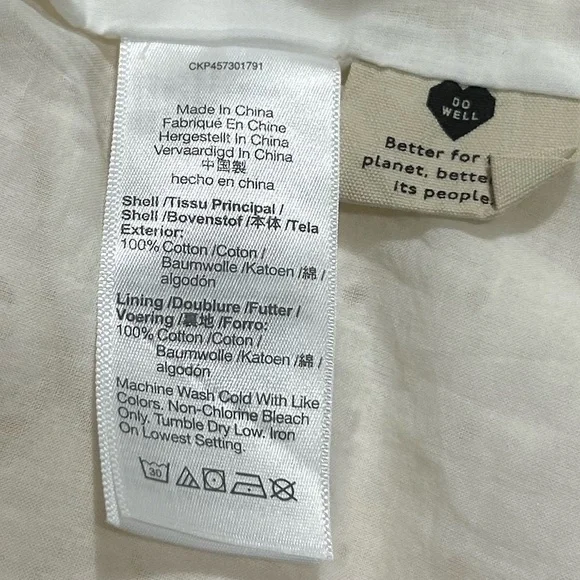 CKP457301791
Made In China
Fabriqué En Chine
Hergestellt In China
Vervaardigd In China
中国製
hecho en china
Shell /Tissu Principal /
Shell /Bovenstof /本体 /Tela
Exterior:
100% Cotton /Coton /
Baumwolle /Katoen /綿 /
algodón
Lining /Doublure /Futter /
Voering /裏地 /Forro:
100% Cotton /Coton /
Baumwolle /Katoen /綿 /
algodón
Machine Wash Cold With Like
Colors. Non-Chlorine Bleach
Only. Tumble Dry Low. Iron
On Lowest Setting.
30
DO
WELL
Better for
planet, bette
its people